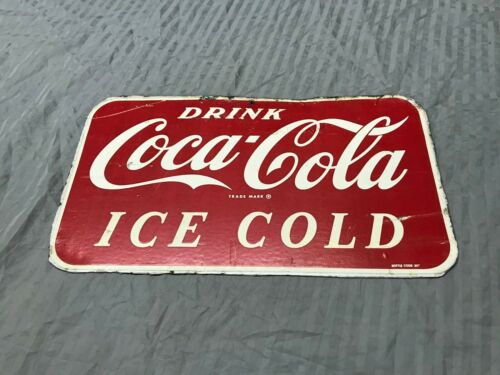 DRINK
Coca-Cola
TRADE MARK ®
ICE COLD